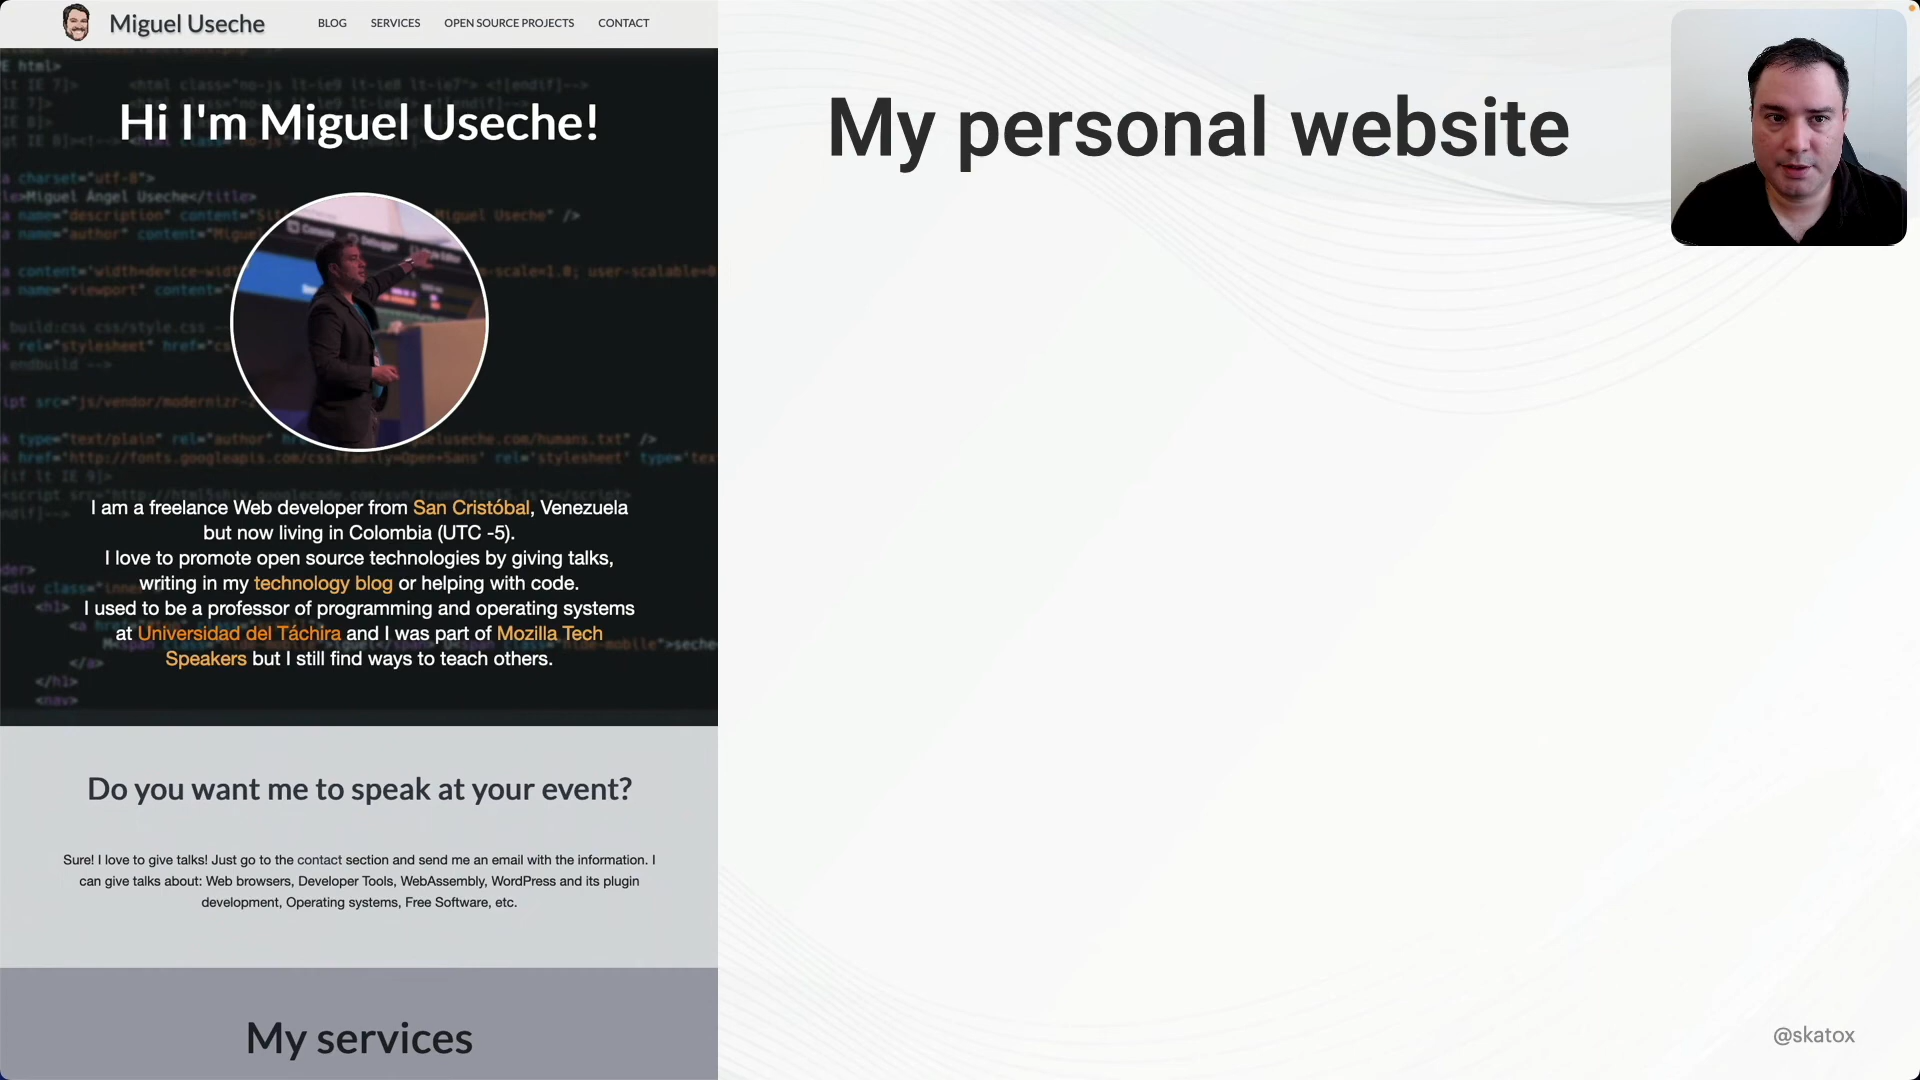 Miguel Useche
BLOG SERVICES OPEN SOURCE PROJECTS CONTACT
Hi I'm Miguel Useche!
I am a freelance Web developer from San Cristóbal, Venezuela
but now living in Colombia (UTC -5).
I love to promote open source technologies by giving talks,
writing in my technology blog or helping with code.
I used to be a professor of programming and operating systems
at Universidad del Táchira and I was part of Mozilla Tech
Speakers but I still find ways to teach others.
Do you want me to speak at your event?
Sure! I love to give talks! Just go to the contact section and send me an email with the information. I
can give talks about: Web browsers, Developer Tools, WebAssembly, WordPress and its plugin
development, Operating systems, Free Software, etc.
My services
My personal website
@skatox